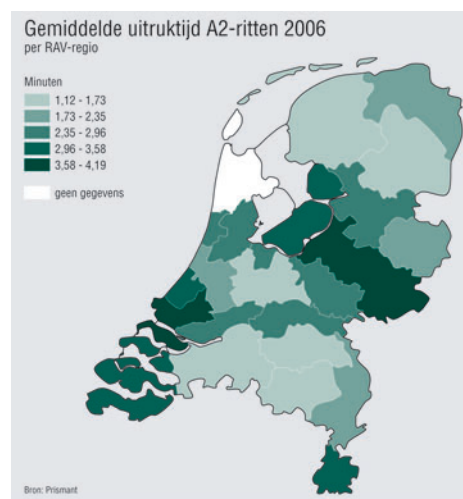 Gemiddelde uitruktijd A2-ritten 2006
per RAV-regio
Minuten
1,12 - 1,73
1,73 - 2,35
2,35 - 2,96
2,96 - 3,58
3,58 - 4,19
geen gegevens
Bron: Prismant